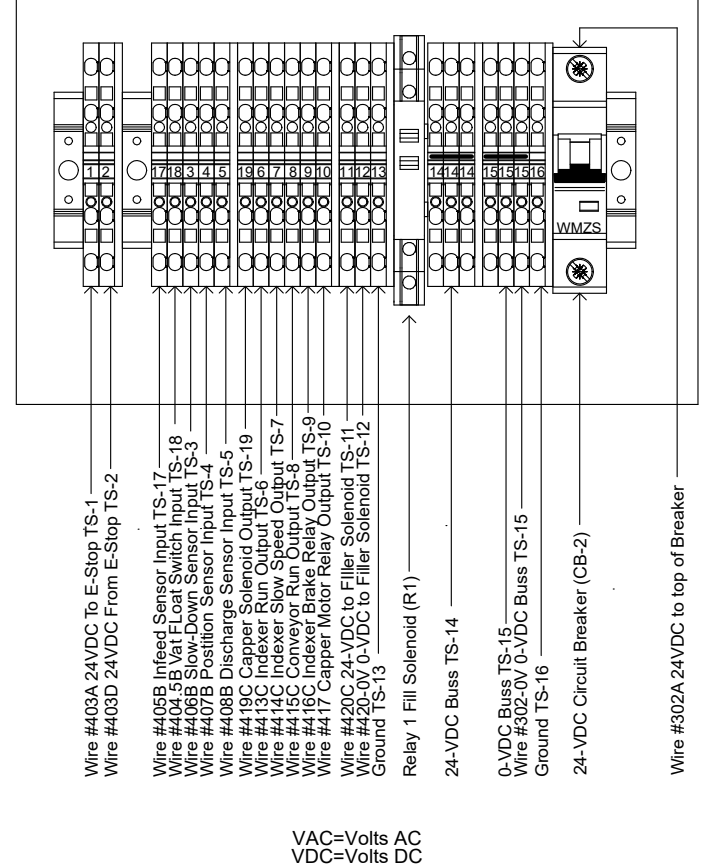 1 2 17 18 3 4 5 19 6 7 8 9 10 11 12 13 14 14 14 15 15 15 16
WMZS
Wire #403A 24VDC To E-Stop TS-1
Wire #403D 24VDC From E-Stop TS-2
Wire #405B Infeed Sensor Input TS-17
Wire #404.5B Vat FLoat Switch Input TS-18
Wire #406B Slow-Down Sensor Input TS-3
Wire #407B Postition Sensor Input TS-4
Wire #408B Discharge Sensor Input TS-5
Wire #419C Capper Solenoid Output TS-19
Wire #413C Indexer Run Output TS-6
Wire #414C Indexer Slow Speed Output TS-7
Wire #415C Conveyor Run Output TS-8
Wire #416C Indexer Brake Relay Output TS-9
Wire #417 Capper Motor Relay Output TS-10
Wire #420C 24-VDC to FIller Solenoid TS-11
Wire #420-0V 0-VDC to Filler Solenoid TS-12
Ground TS-13
Relay 1 Fill Solenoid (R1)
24-VDC Buss TS-14
0-VDC Buss TS-15
Wire #302-0V 0-VDC Buss TS-15
Ground TS-16
24-VDC Circuit Breaker (CB-2)
Wire #302A 24VDC to top of Breaker
VAC=Volts AC
VDC=Volts DC